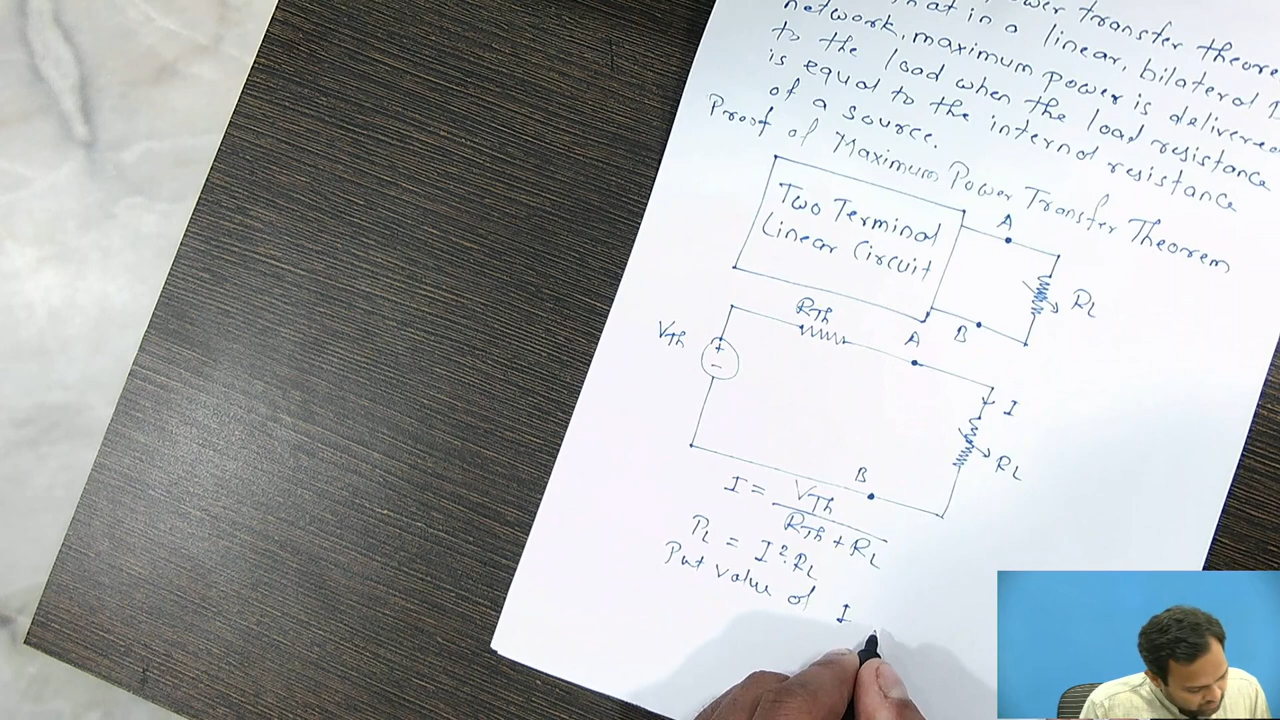 power transfer theorem
that in a linear, bilateral
network, maximum power is delivered
to the load when the load resistance
is equal to the internal resistance
of a source.
Proof of Maximum Power Transfer Theorem
Two Terminal
Linear Circuit
A
RL
B
VTh
+
-
RTh
A
I
RL
B
I = VTh
RTh + RL
PL = I². RL
Put value of I